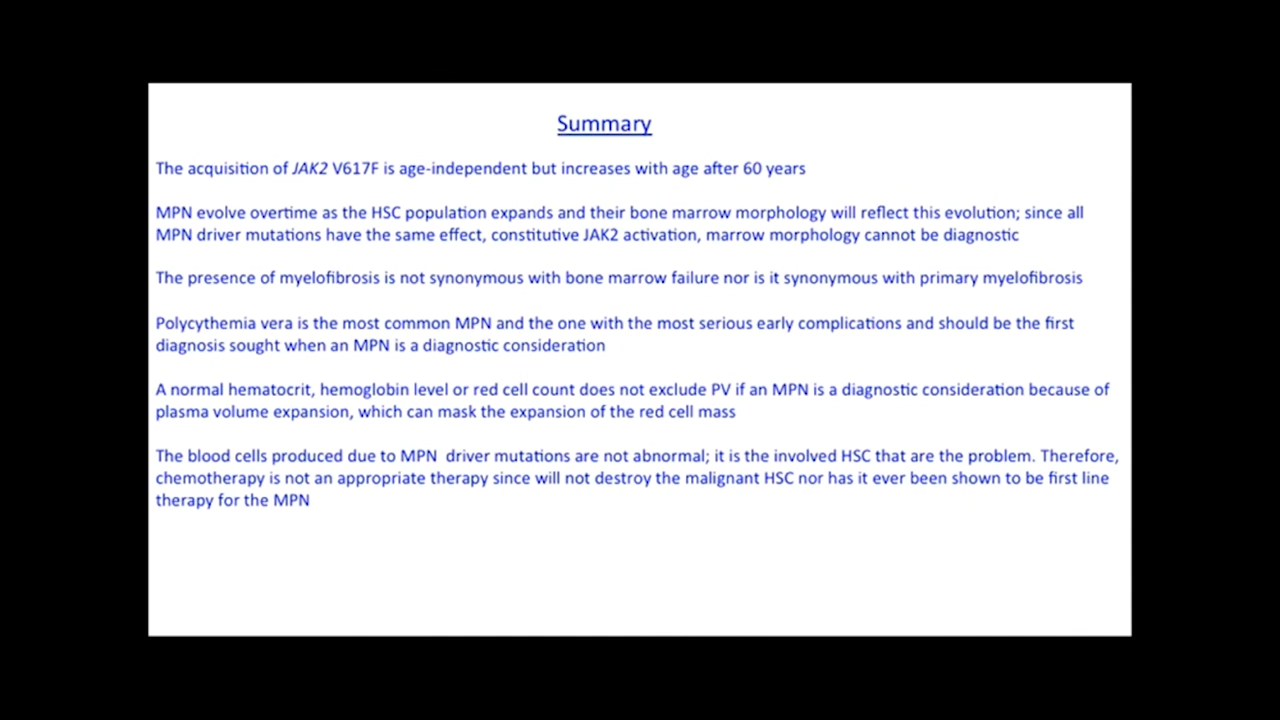 Summary
The acquisition of JAK2 V617F is age-independent but increases with age after 60 years
MPN evolve overtime as the HSC population expands and their bone marrow morphology will reflect this evolution; since all
MPN driver mutations have the same effect, constitutive JAK2 activation, marrow morphology cannot be diagnostic
The presence of myelofibrosis is not synonymous with bone marrow failure nor is it synonymous with primary myelofibrosis
Polycythemia vera is the most common MPN and the one with the most serious early complications and should be the first
diagnosis sought when an MPN is a diagnostic consideration
A normal hematocrit, hemoglobin level or red cell count does not exclude PV if an MPN is a diagnostic consideration because of
plasma volume expansion, which can mask the expansion of the red cell mass
The blood cells produced due to MPN  driver mutations are not abnormal; it is the involved HSC that are the problem. Therefore,
chemotherapy is not an appropriate therapy since will not destroy the malignant HSC nor has it ever been shown to be first line
therapy for the MPN